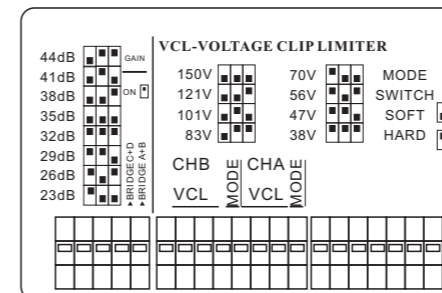 VCL-VOLTAGE CLIP LIMITER
44dB GAIN
41dB
38dB ON
35dB
32dB
29dB
26dB
23dB
▸BRIDGE C+D
▸BRIDGE A+B
150V 70V MODE
121V 56V SWITCH
101V 47V SOFT
83V 38V HARD
CHB MODE CHA MODE
VCL VCL